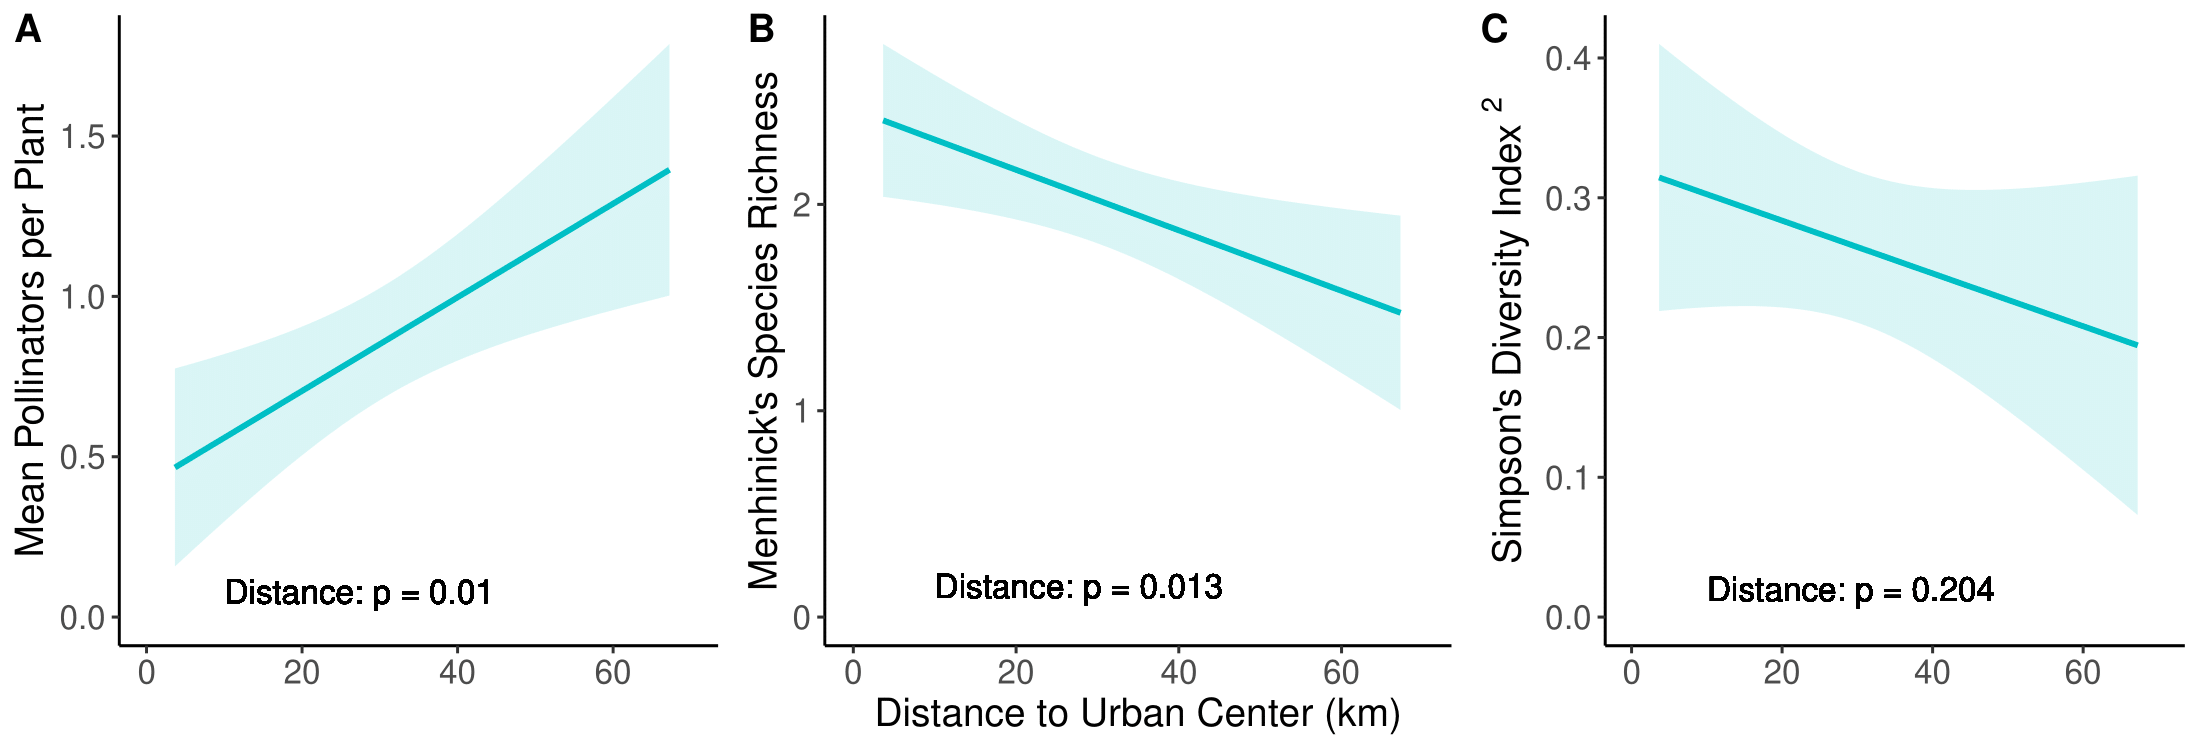 A
Mean Pollinators per Plant
1.5
1.0
0.5
0.0
0 20 40 60
Distance: p = 0.01
B
Menhinick's Species Richness
2
1
0
0 20 40 60
Distance: p = 0.013
C
Simpson's Diversity Index ²
0.4
0.3
0.2
0.1
0.0
0 20 40 60
Distance: p = 0.204
Distance to Urban Center (km)